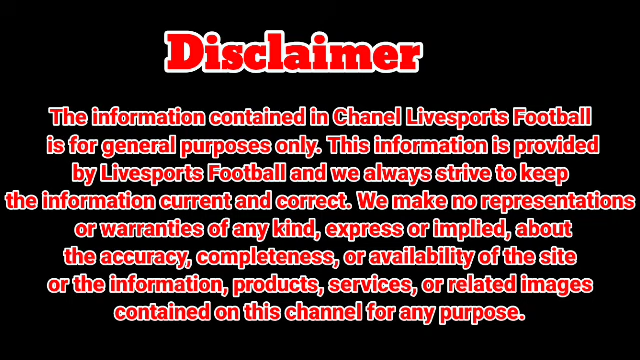 Disclaimer
The information contained in Chanel Livesports Football
is for general purposes only. This information is provided
by Livesports Football and we always strive to keep
the information current and correct. We make no representations
or warranties of any kind, express or implied, about
the accuracy, completeness, or availability of the site
or the information, products, services, or related images
contained on this channel for any purpose.